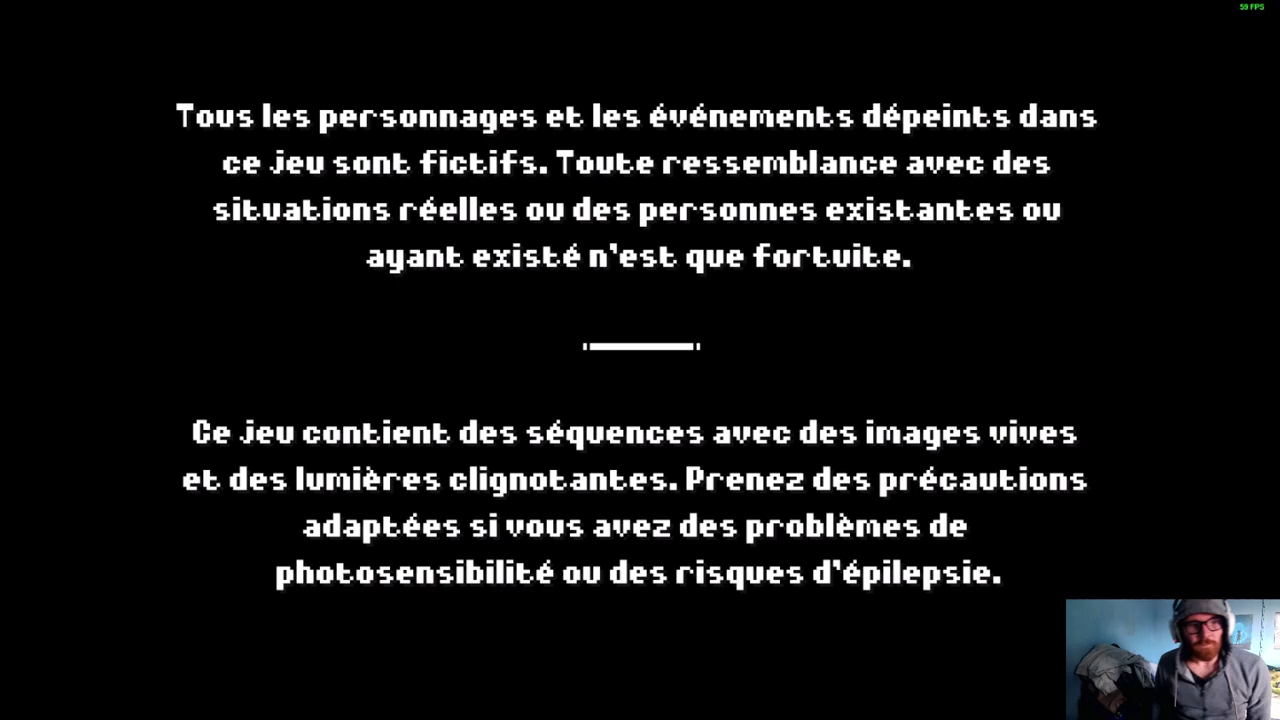 59 FPS
Tous les personnages et les événements dépeints dans
ce jeu sont fictifs. Toute ressemblance avec des
situations réelles ou des personnes existantes ou
ayant existé n'est que fortuite.
Ce jeu contient des séquences avec des images vives
et des lumières clignotantes. Prenez des précautions
adaptées si vous avez des problèmes de
photosensibilité ou des risques d'épilepsie.